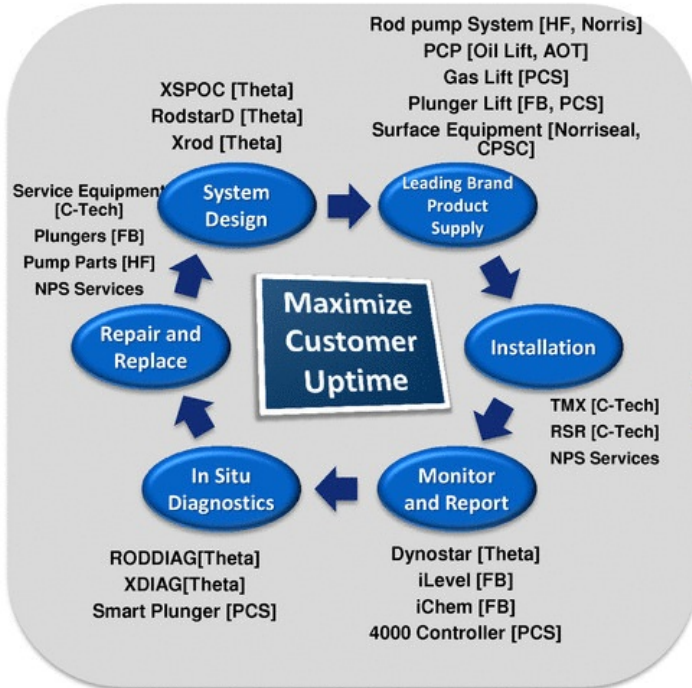 Rod pump System [HF, Norris]
PCP [Oil Lift, AOT]
Gas Lift [PCS]
Plunger Lift [FB, PCS]
Surface Equipment [Norriseal,
CPSC]
XSPOC [Theta]
RodstarD [Theta]
Xrod [Theta]
System
Design
Leading Brand
Product
Supply
Service Equipment
[C-Tech]
Plungers [FB]
Pump Parts [HF]
NPS Services
Maximize
Customer
Uptime
Repair and
Replace
Installation
TMX [C-Tech]
RSR [C-Tech]
NPS Services
In Situ
Diagnostics
Monitor
and Report
RODDIAG[Theta]
XDIAG[Theta]
Smart Plunger [PCS]
Dynostar [Theta]
iLevel [FB]
iChem [FB]
4000 Controller [PCS]